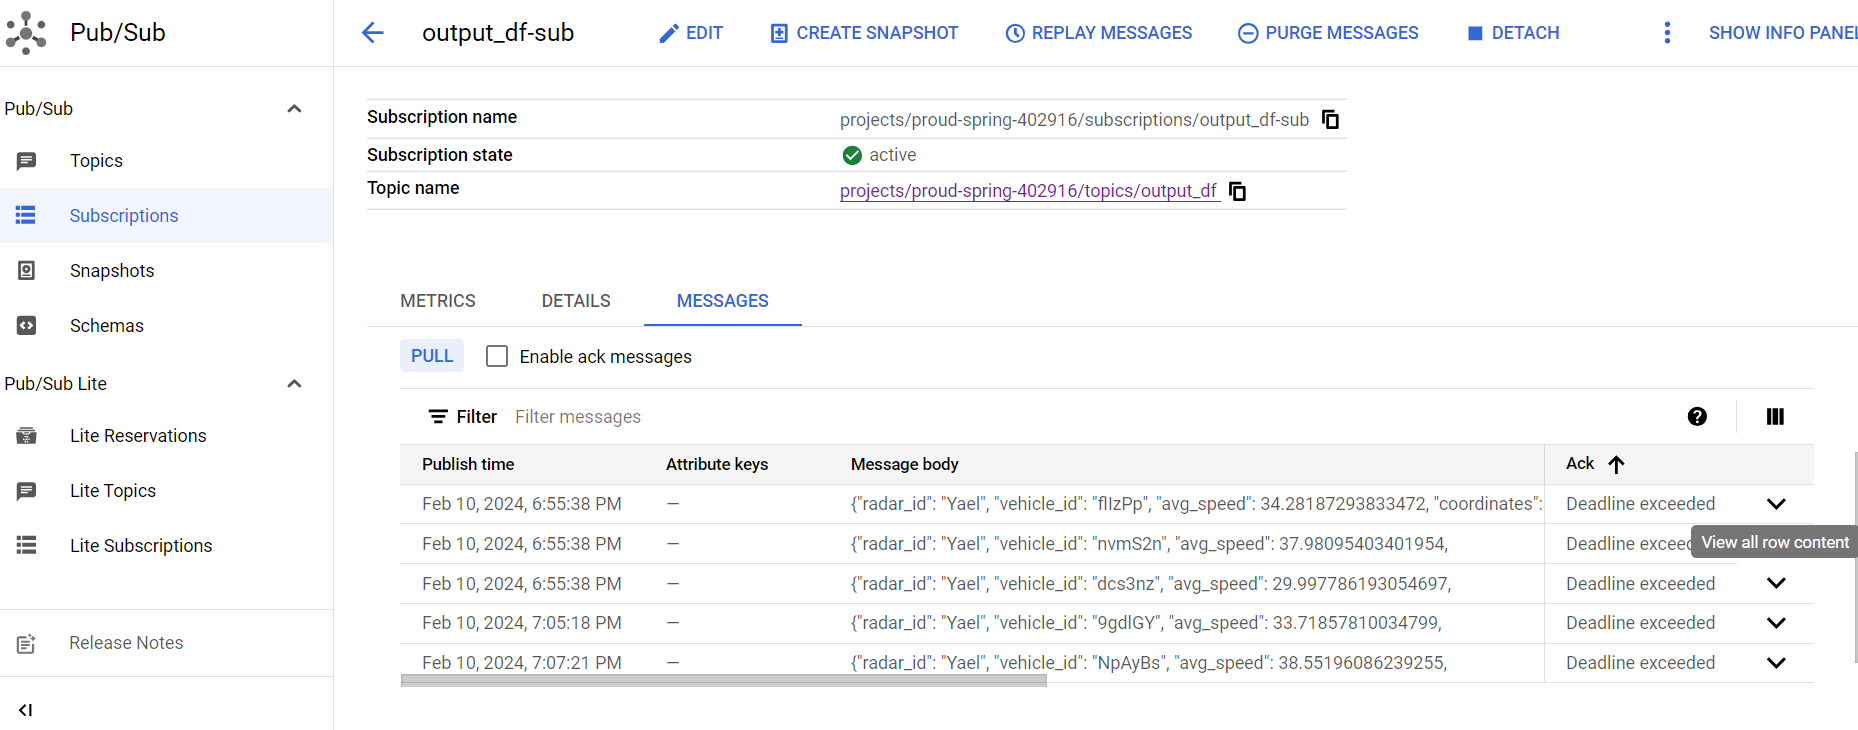 Pub/Sub
output_df-sub
EDIT
CREATE SNAPSHOT
REPLAY MESSAGES
PURGE MESSAGES
DETACH
SHOW INFO PANEL
Pub/Sub
Topics
Subscriptions
Snapshots
Schemas
Pub/Sub Lite
Lite Reservations
Lite Topics
Lite Subscriptions
Release Notes
Subscription name projects/proud-spring-402916/subscriptions/output_df-sub
Subscription state active
Topic name projects/proud-spring-402916/topics/output_df
METRICS DETAILS MESSAGES
PULL Enable ack messages
Filter Filter messages
Publish time Attribute keys Message body Ack
Feb 10, 2024, 6:55:38 PM — {"radar_id": "Yael", "vehicle_id": "flIzPp", "avg_speed": 34.28187293833472, "coordinates": Deadline exceeded
View all row content
Feb 10, 2024, 6:55:38 PM — {"radar_id": "Yael", "vehicle_id": "nvmS2n", "avg_speed": 37.98095403401954, Deadline exceed
Feb 10, 2024, 6:55:38 PM — {"radar_id": "Yael", "vehicle_id": "dcs3nz", "avg_speed": 29.997786193054697, Deadline exceeded
Feb 10, 2024, 7:05:18 PM — {"radar_id": "Yael", "vehicle_id": "9gdlGY", "avg_speed": 33.71857810034799, Deadline exceeded
Feb 10, 2024, 7:07:21 PM — {"radar_id": "Yael", "vehicle_id": "NpAyBs", "avg_speed": 38.55196086239255, Deadline exceeded